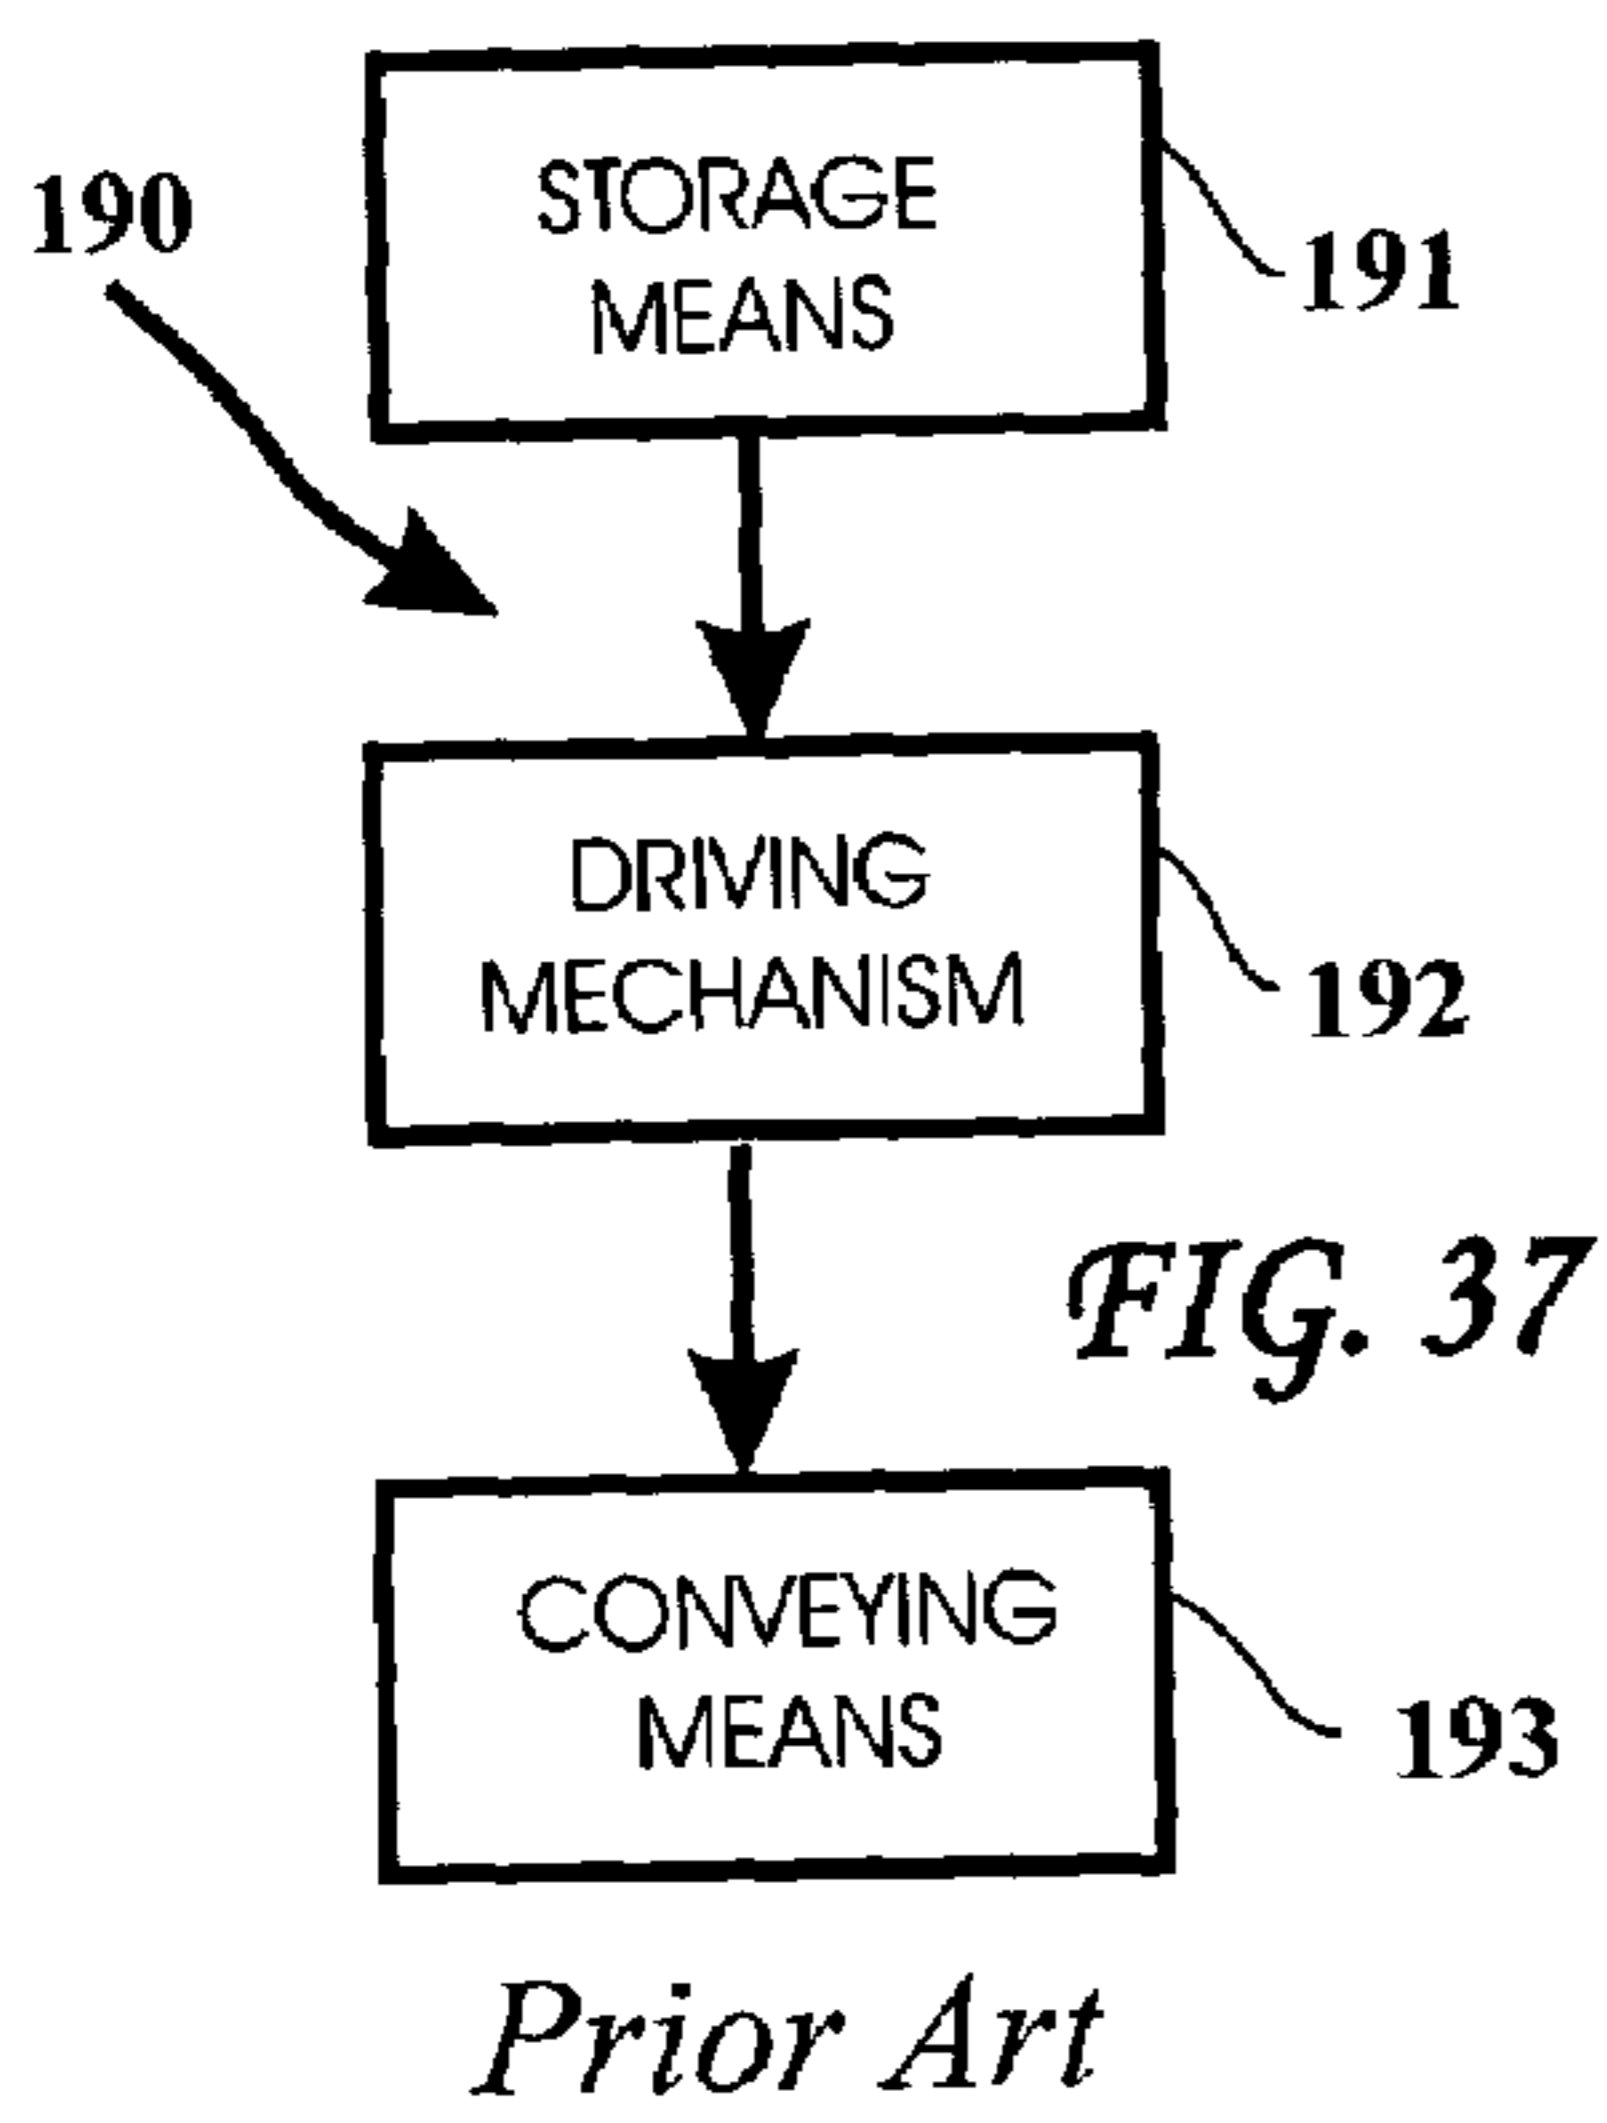 190
STORAGE
MEANS
191
DRIVING
MECHANISM
192
FIG. 37
CONVEYING
MEANS
193
Prior Art